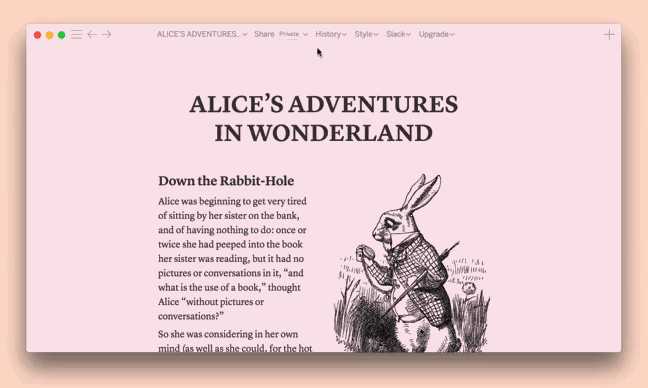 ALICE'S ADVENTURES.. Share Private History Style Slack Upgrade
ALICE'S ADVENTURES
IN WONDERLAND
Down the Rabbit-Hole
Alice was beginning to get very tired
of sitting by her sister on the bank,
and of having nothing to do: once or
twice she had peeped into the book
her sister was reading, but it had no
pictures or conversations in it, “and
what is the use of a book,” thought
Alice “without pictures or
conversations?”
So she was considering in her own
mind (as well as she could, for the hot